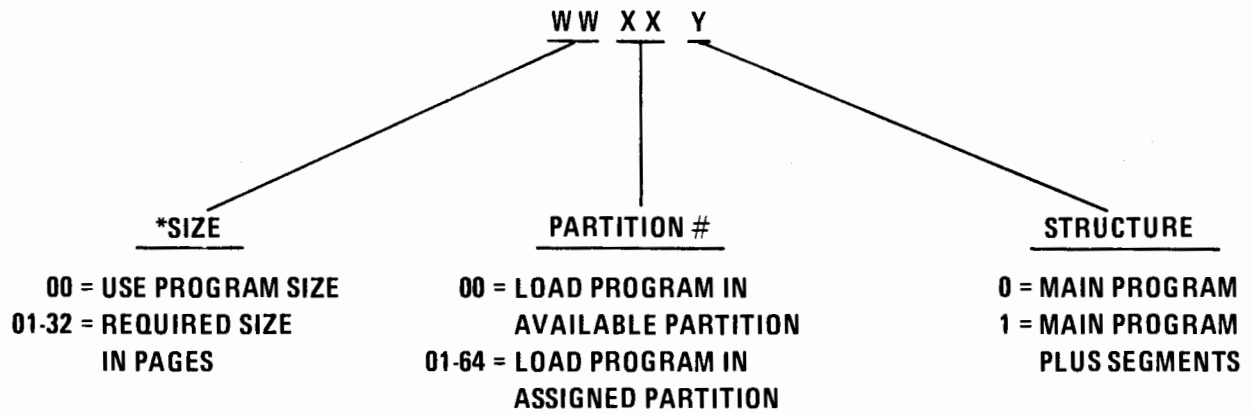 WW XX Y
*SIZE
00 = USE PROGRAM SIZE
01-32 = REQUIRED SIZE
IN PAGES
PARTITION #
00 = LOAD PROGRAM IN
AVAILABLE PARTITION
01-64 = LOAD PROGRAM IN
ASSIGNED PARTITION
STRUCTURE
0 = MAIN PROGRAM
1 = MAIN PROGRAM
PLUS SEGMENTS